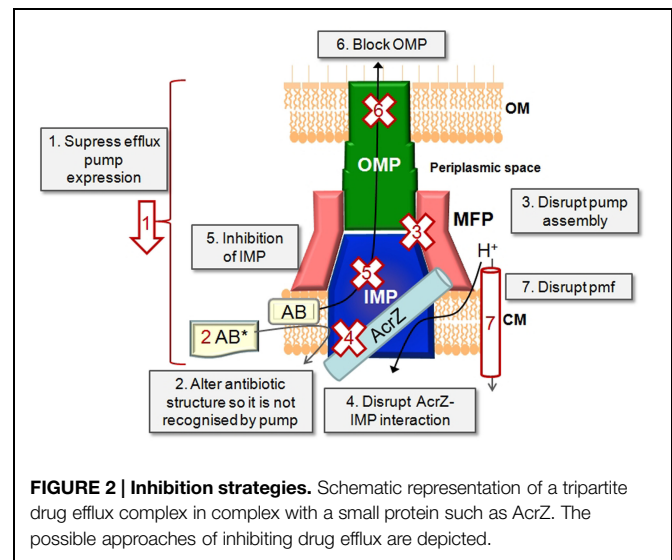 6. Block OMP
6
OM
1. Supress efflux
pump
expression
OMP
Periplasmic space
1
MFP
3. Disrupt pump
assembly
3
5. Inhibition
of IMP
H+
5
IMP
7. Disrupt pmf
AB
AcrZ
7
CM
2 AB*
4
2. Alter antibiotic
structure so it is not
recognised by pump
4. Disrupt AcrZ-
IMP interaction
FIGURE 2 | Inhibition strategies. Schematic representation of a tripartite
drug efflux complex in complex with a small protein such as AcrZ. The
possible approaches of inhibiting drug efflux are depicted.